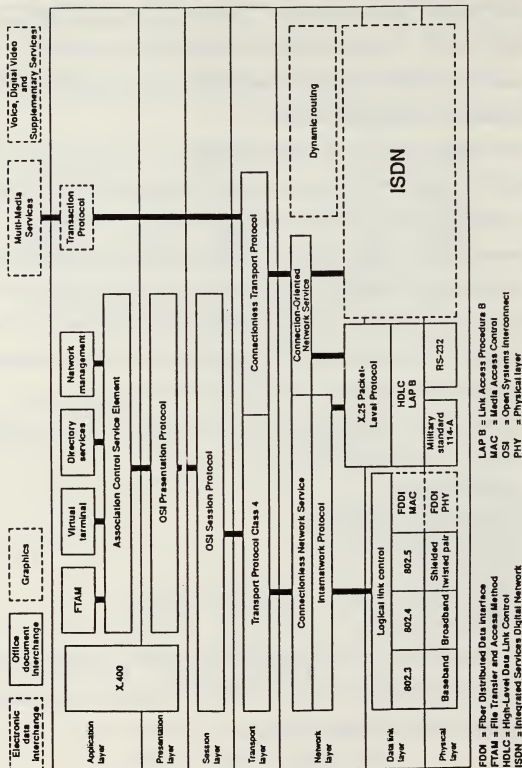 Electronic
data
interchange
Office
document
interchange
Graphics
Multi-Media
Services
Voice, Digital Video
and
Supplementary Services
Application
layer
X.400
FTAM
Virtual
terminal
Directory
services
Network
management
Transaction
Protocol
Association Control Service Element
Presentation
layer
OSI Presentation Protocol
Session
layer
OSI Session Protocol
Transport
layer
Transport Protocol Class 4
Connectionless Transport Protocol
Network
layer
Connectionless Network Service
Internatwork Protocol
Connection-Oriented
Network Service
Dynamic routing
X.25 Packet-
Laval Protocol
ISDN
Data link
layer
Logical link control
802.3
802.4
802.5
FDDI
MAC
HDLC
LAP B
Physical
layer
Baseband
Broadband
Shielded
twisted pair
FDDI
PHY
Military
standard
114-A
RS-232
FDDI = Fiber Distributed Data interface
FTAM = File Transfer and Access Method
HDLC = High-Level Data Link Control
ISDN = Integrated Services Digital Network
LAP B = Link Access Procedura B
MAC = Media Access Control
OSI = Open Systems Interconnect
PHY = Physical layer